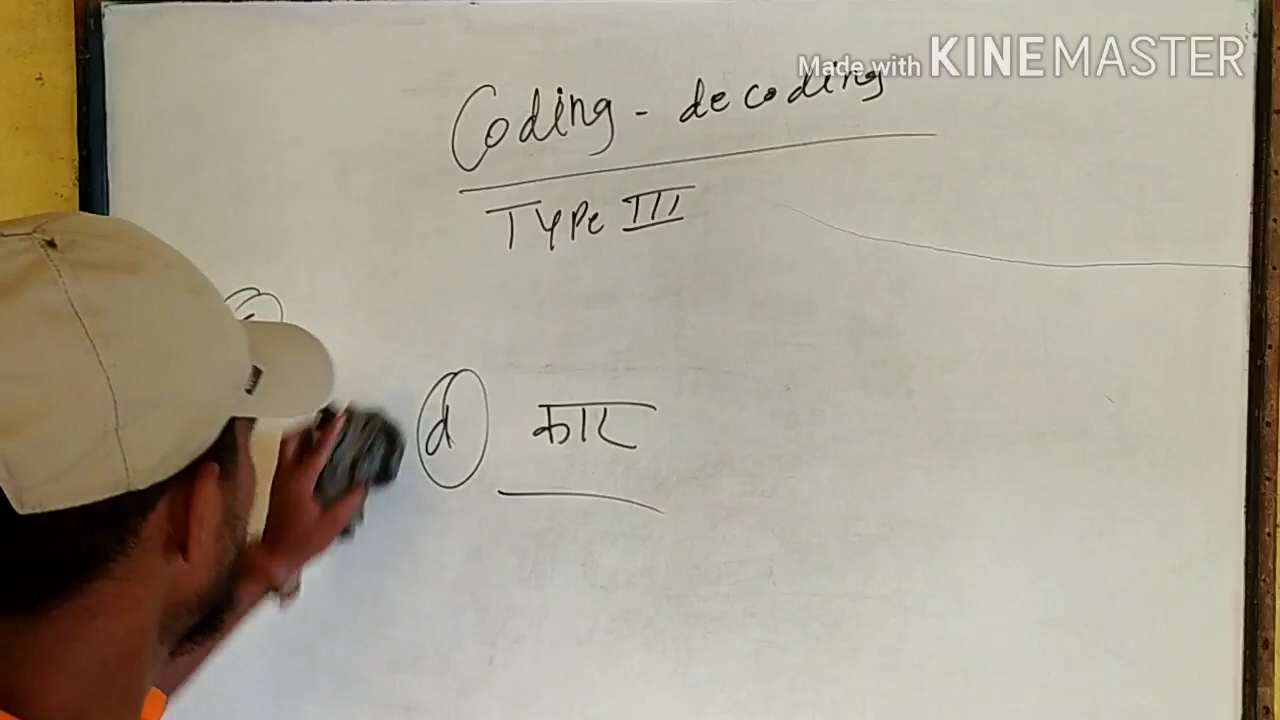 Made with KINEMASTER
Coding - decoding
Type III
d कार